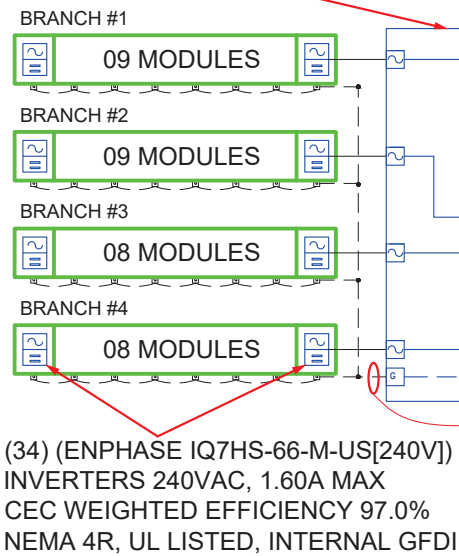 BRANCH #1
09 MODULES
BRANCH #2
09 MODULES
BRANCH #3
08 MODULES
BRANCH #4
08 MODULES
G
(34) (ENPHASE IQ7HS-66-M-US[240V])
INVERTERS 240VAC, 1.60A MAX
CEC WEIGHTED EFFICIENCY 97.0%
NEMA 4R, UL LISTED, INTERNAL GFDI